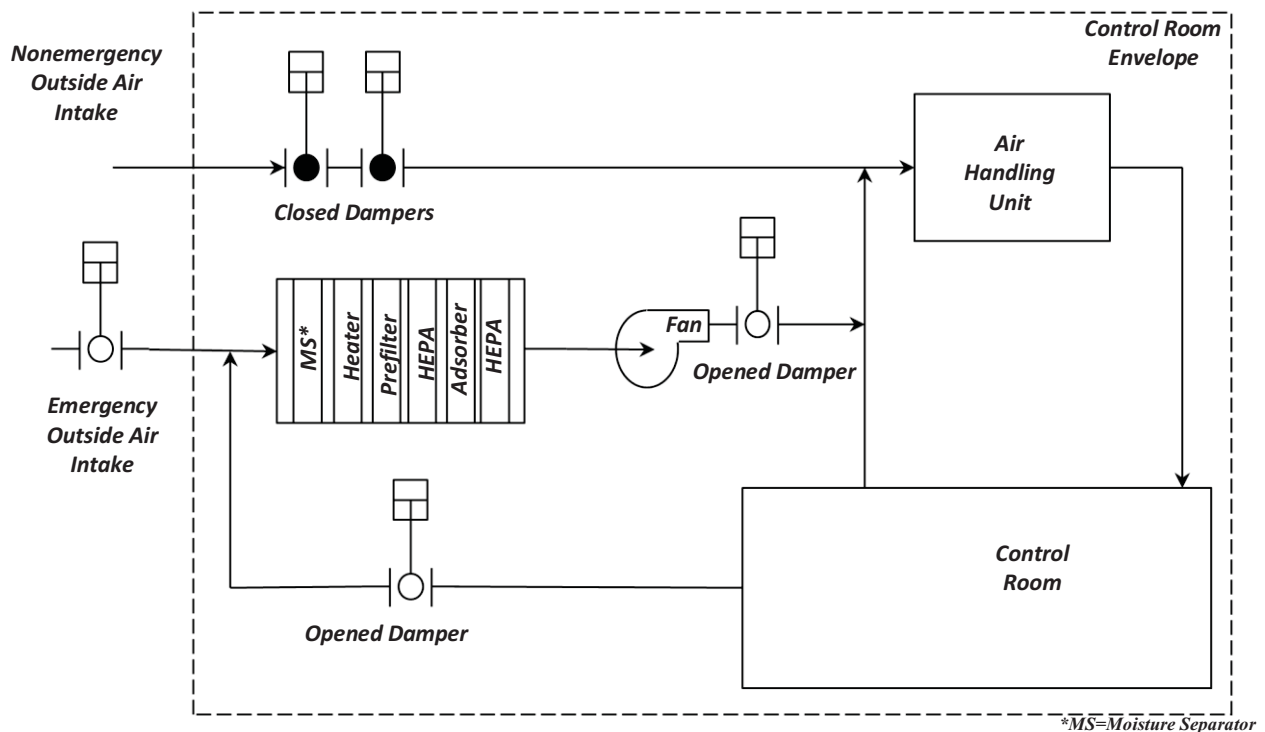 Control Room
Envelope
Nonemergency
Outside Air
Intake
Air
Handling
Unit
Closed Dampers
MS*
Heater
Prefilter
HEPA
Adsorber
HEPA
Fan
Opened Damper
Emergency
Outside Air
Intake
Control
Room
Opened Damper
*MS=Moisture Separator